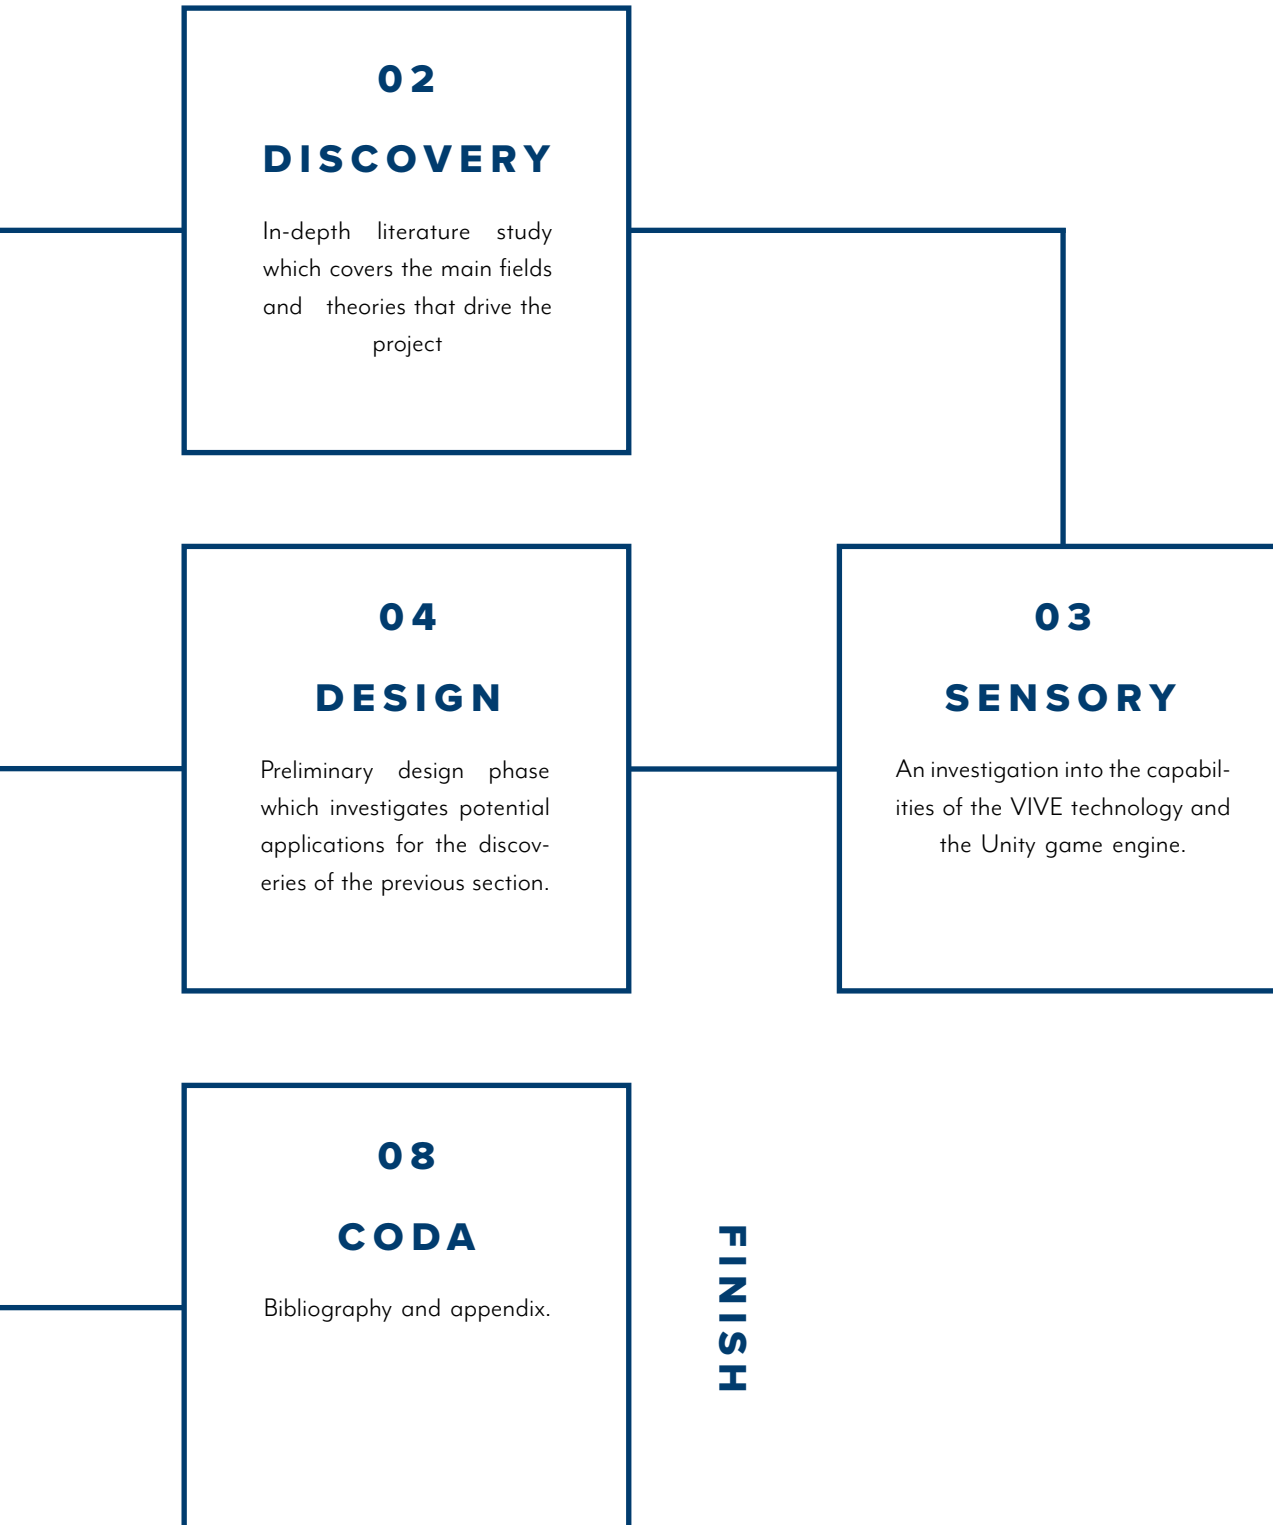 02
DISCOVERY
In-depth literature study
which covers the main fields
and theories that drive the
project
04
DESIGN
Preliminary design phase
which investigates potential
applications for the discov-
eries of the previous section.
03
SENSORY
An investigation into the capabil-
ities of the VIVE technology and
the Unity game engine.
08
CODA
Bibliography and appendix.
FINISH